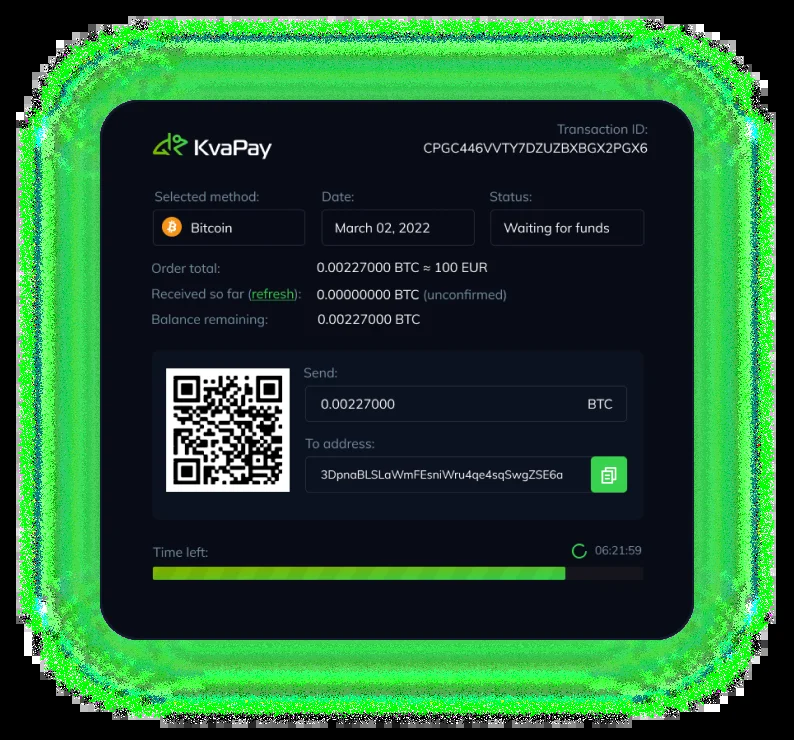 KvaPay
Transaction ID:
CPGC446VVTY7DZUZBXBGX2PGX6
Selected method:
Date:
Status:
Bitcoin
March 02, 2022
Waiting for funds
Order total:
0.00227000 BTC ≈ 100 EUR
Received so far (refresh):
0.00000000 BTC (unconfirmed)
Balance remaining:
0.00227000 BTC
Send:
0.00227000
BTC
To address:
3DpnaBLSLaWmFEsniWru4qe4sqSwgZSE6a
Time left:
06:21:59